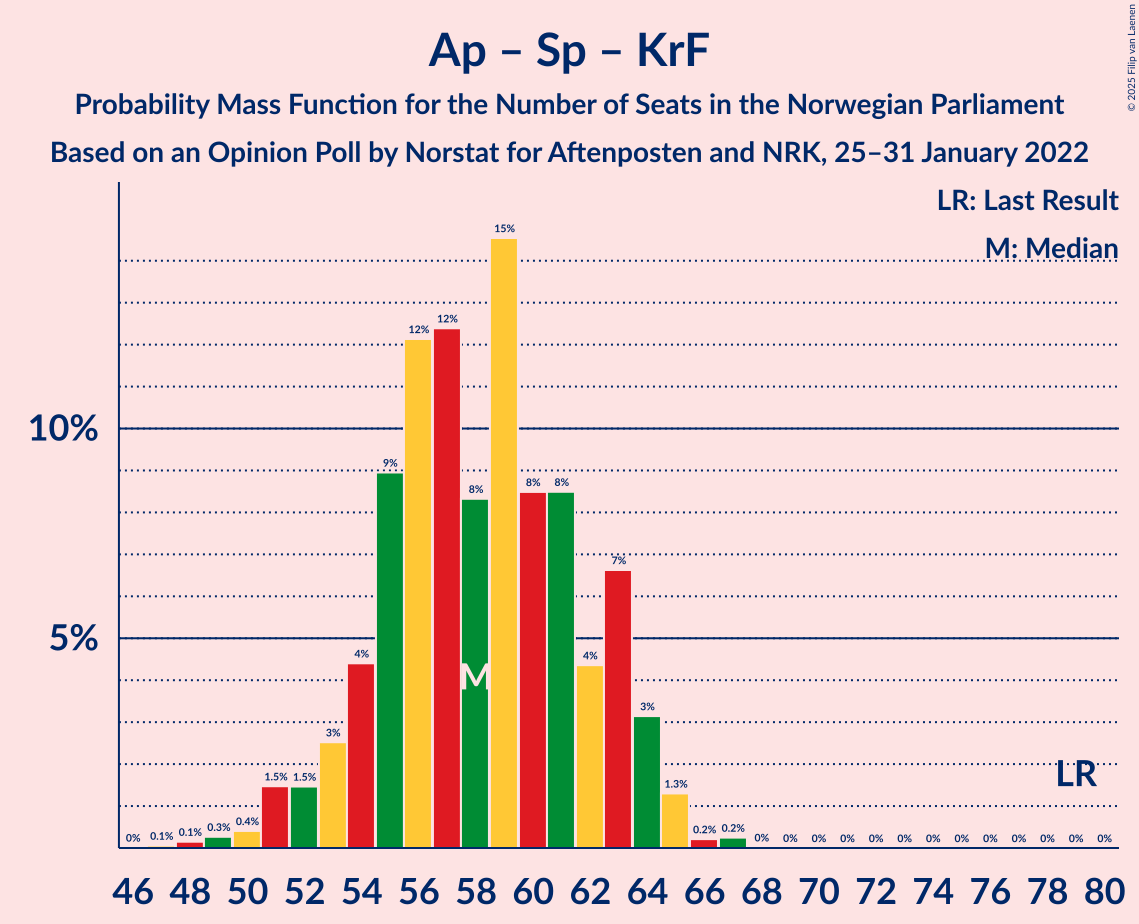 Ap – Sp – KrF
Probability Mass Function for the Number of Seats in the Norwegian Parliament
Based on an Opinion Poll by Norstat for Aftenposten and NRK, 25–31 January 2022
© 2025 Filip van Laenen
LR: Last Result
M: Median
10%
5%
0% 0.1% 0.1% 0.3% 0.4% 1.5% 1.5% 3% 4% 9% 12% 12% 8% 15% 8% 8% 4% 7% 3% 1.3% 0.2% 0.2% 0% 0% 0% 0% 0% 0% 0% 0% 0% 0% 0% 0% 0%
M
LR
46 48 50 52 54 56 58 60 62 64 66 68 70 72 74 76 78 80